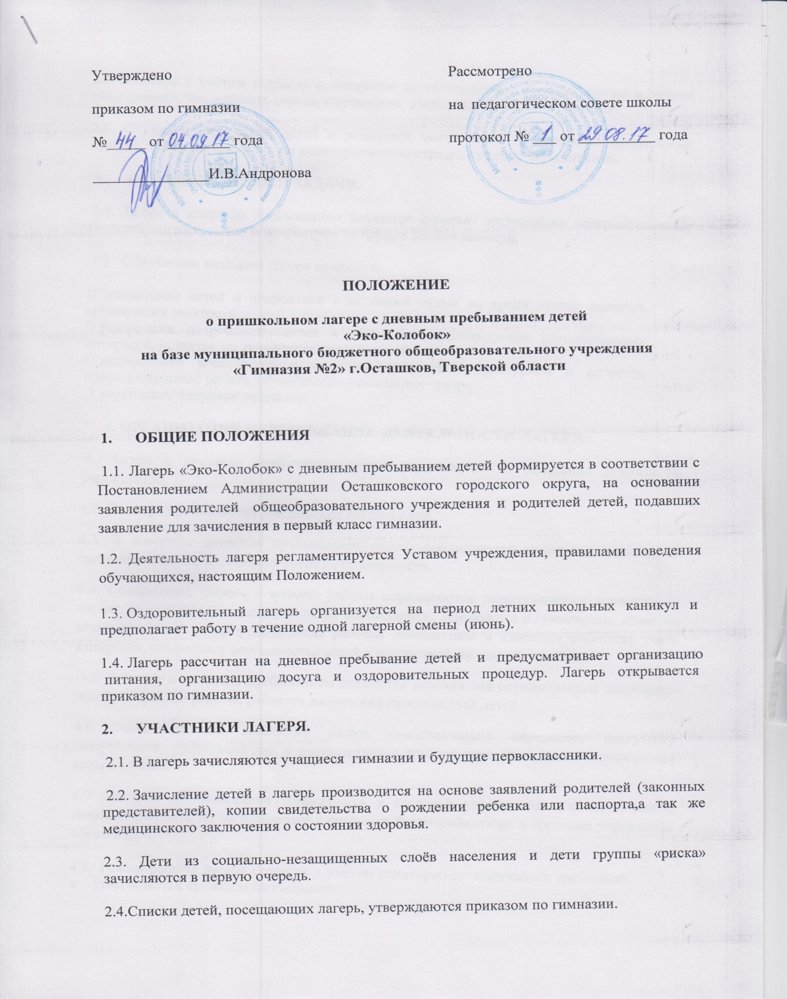 Утверждено
приказом по гимназии
№ 44 от 04.09.17 года
И.В.Андронова
Рассмотрено
на педагогическом совете школы
протокол № 1 от 29.08.17 года
ПОЛОЖЕНИЕ
о пришкольном лагере с дневным пребыванием детей
«Эко-Колобок»
на базе муниципального бюджетного общеобразовательного учреждения
«Гимназия №2» г.Осташков, Тверской области
1. ОБЩИЕ ПОЛОЖЕНИЯ
1.1. Лагерь «Эко-Колобок» с дневным пребыванием детей формируется в соответствии с
Постановлением Администрации Осташковского городского округа, на основании
заявления родителей общеобразовательного учреждения и родителей детей, подавших
заявление для зачисления в первый класс гимназии.
1.2. Деятельность лагеря регламентируется Уставом учреждения, правилами поведения
обучающихся, настоящим Положением.
1.3. Оздоровительный лагерь организуется на период летних школьных каникул и
предполагает работу в течение одной лагерной смены (июнь).
1.4. Лагерь рассчитан на дневное пребывание детей и предусматривает организацию
питания, организацию досуга и оздоровительных процедур. Лагерь открывается
приказом по гимназии.
2. УЧАСТНИКИ ЛАГЕРЯ.
2.1. В лагерь зачисляются учащиеся гимназии и будущие первоклассники.
2.2. Зачисление детей в лагерь производится на основе заявлений родителей (законных
представителей), копии свидетельства о рождении ребенка или паспорта,а так же
медицинского заключения о состоянии здоровья.
2.3. Дети из социально-незащищенных слоёв населения и дети группы «риска»
зачисляются в первую очередь.
2.4.Списки детей, посещающих лагерь, утверждаются приказом по гимназии.